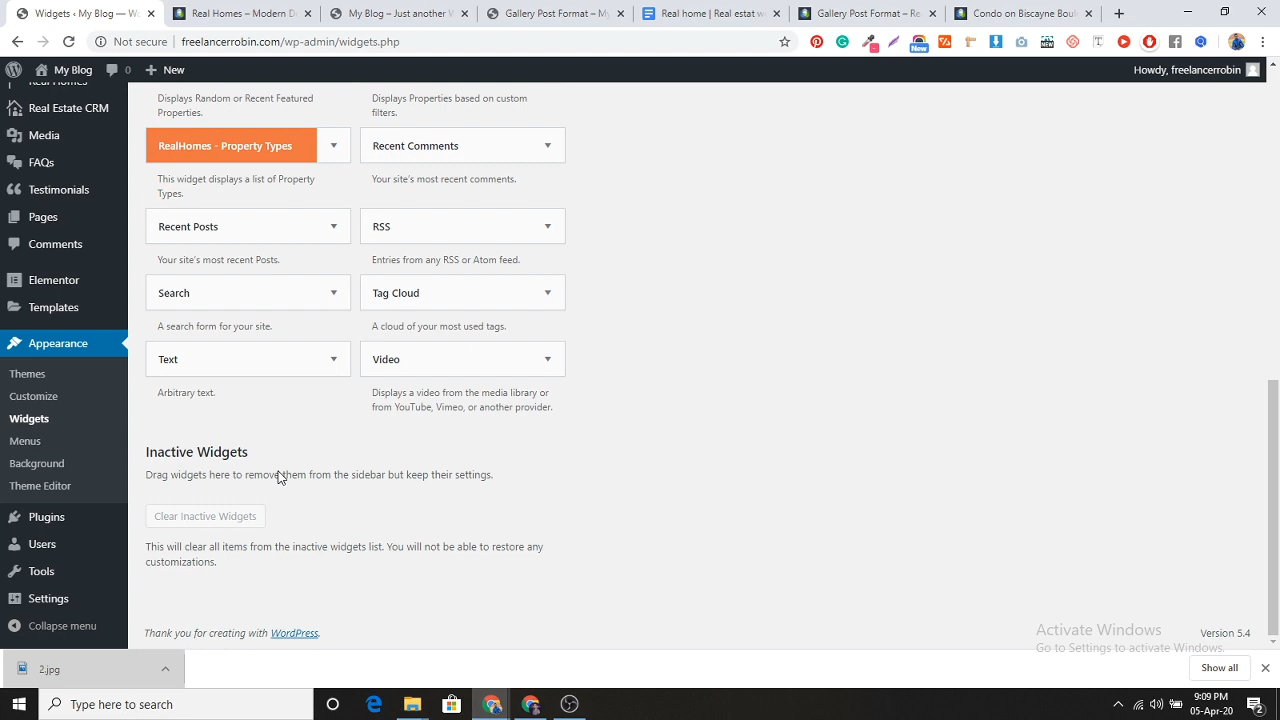 Widgets ‹ My Blog — Wor
Real Homes – Modern D
My Blog – Just another W
Gallery Post Format – My
Real home | Real estat we
Gallery Post Format – Re
Condo on Biscayne Boul
Not secure
freelancerrobin.com/wp-admin/widget.php
New
NEW
My Blog
0
New
Howdy, freelancerrobin
Real Estate CRM
Media
FAQs
Testimonials
Pages
Comments
Elementor
Templates
Appearance
Themes
Customize
Widgets
Menus
Background
Theme Editor
Plugins
Users
Tools
Settings
Collapse menu
Displays Random or Recent Featured
Properties.
Displays Properties based on custom
filters.
RealHomes - Property Types
Recent Comments
This widget displays a list of Property
Types.
Your site's most recent comments.
Recent Posts
RSS
Your site's most recent Posts.
Entries from any RSS or Atom feed.
Search
Tag Cloud
A search form for your site.
A cloud of your most used tags.
Text
Video
Arbitrary text.
Displays a video from the media library or
from YouTube, Vimeo, or another provider.
Inactive Widgets
Drag widgets here to remove them from the sidebar but keep their settings.
Clear Inactive Widgets
This will clear all items from the inactive widgets list. You will not be able to restore any
customizations.
Thank you for creating with WordPress.
Version 5.4
Activate Windows
Go to Settings to activate Windows.
2.jpg
Show all
Type here to search
9:09 PM
05-Apr-20
2